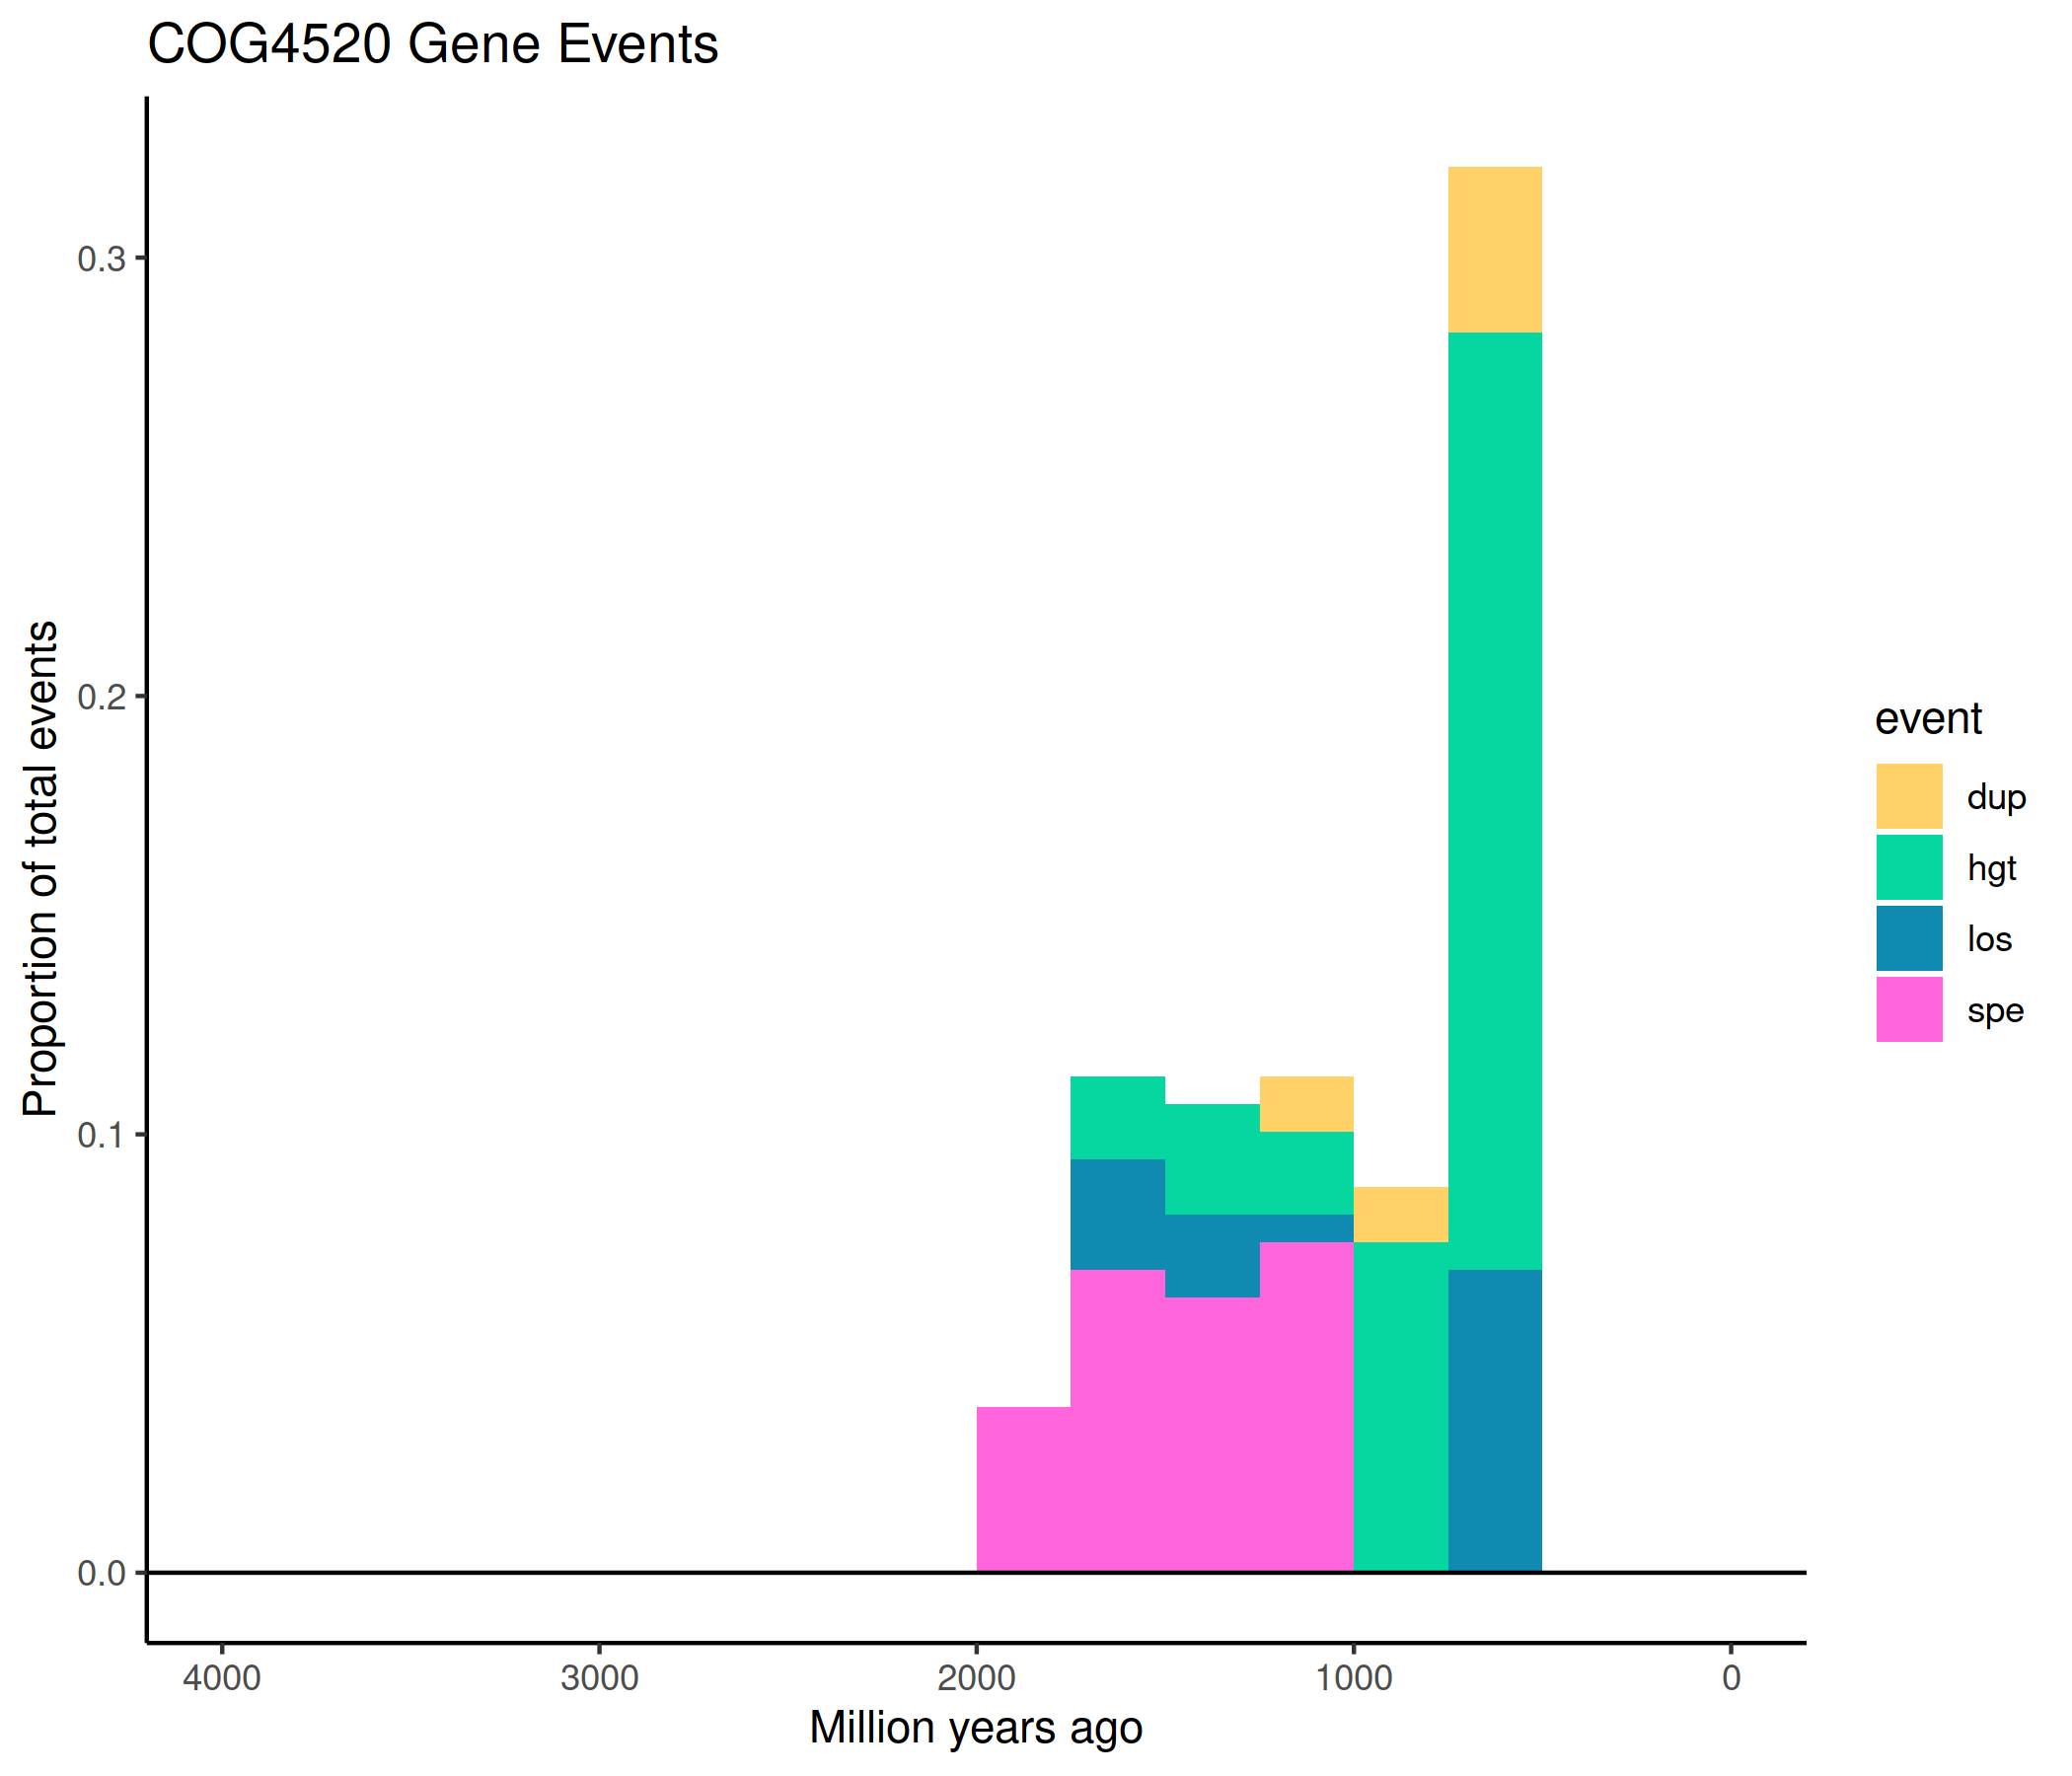 COG4520 Gene Events
Proportion of total events
0.3
0.2
0.1
0.0
4000 3000 2000 1000 0
Million years ago
event
dup
hgt
los
spe